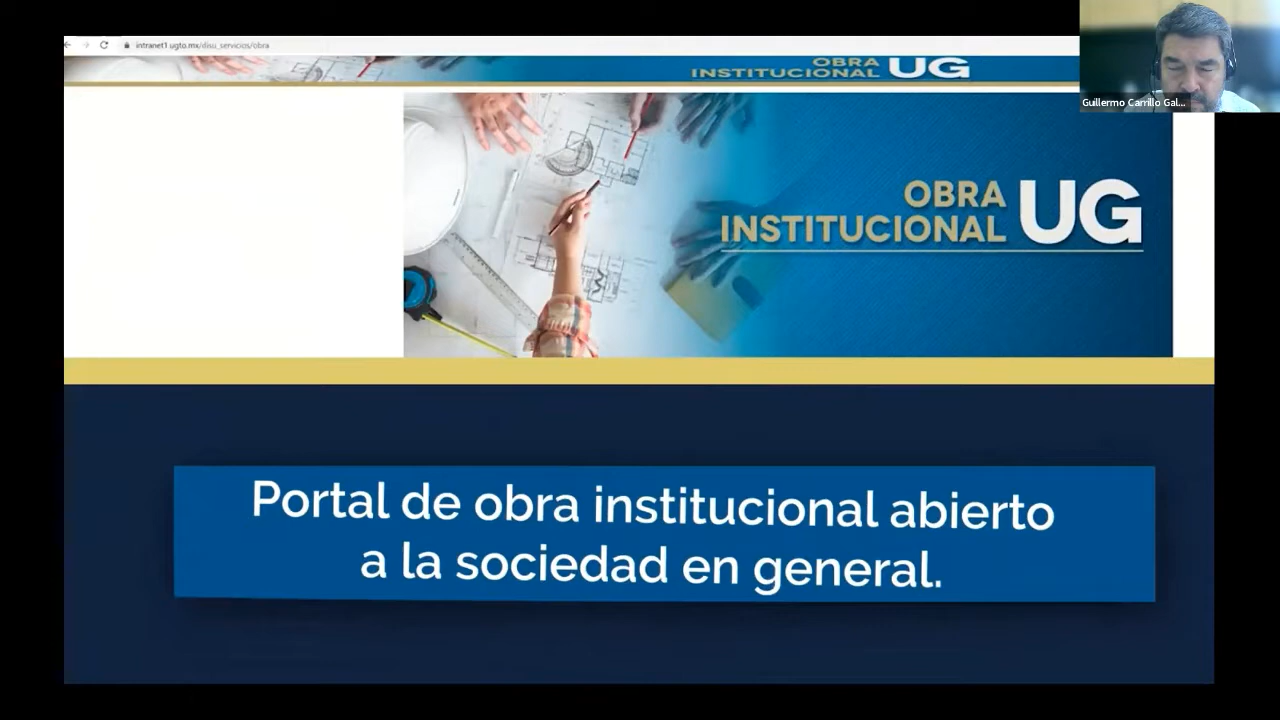 intranet1.ugto.mx/disu_servicios/obra
OBRA
INSTITUCIONAL UG
Guillermo Carrillo Gal...
OBRA
INSTITUCIONAL UG
Portal de obra institucional abierto
a la sociedad en general.